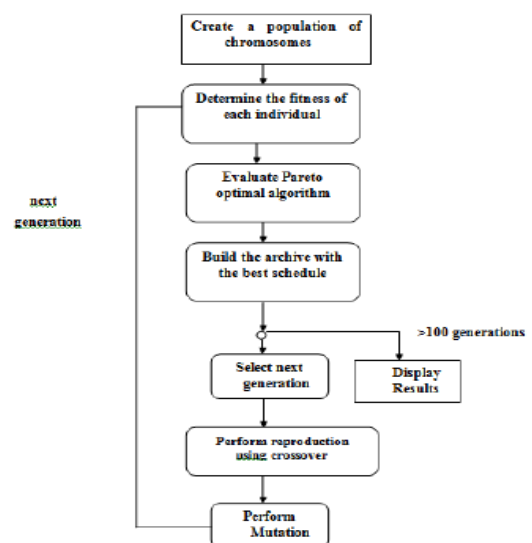 Create a population of
chromosomes
Determine the fitness of
each individual
Evaluate Pareto
optimal algorithm
next
generation
Build the archive with
the best schedule
>100 generations
Select next
generation
Display
Results
Perform reproduction
using crossover
Perform
Mutation